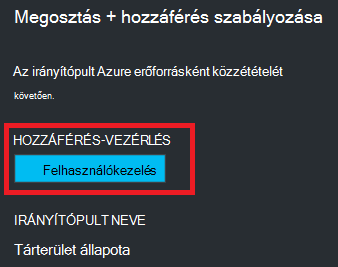 Megosztás + hozzáférés szabályozása
Az irányítópult Azure erőforrásként közzétételét
követően.
HOZZÁFÉRÉS-VEZÉRLÉS
Felhasználókezelés
IRÁNYÍTÓPULT NEVE
Tárterület állapota